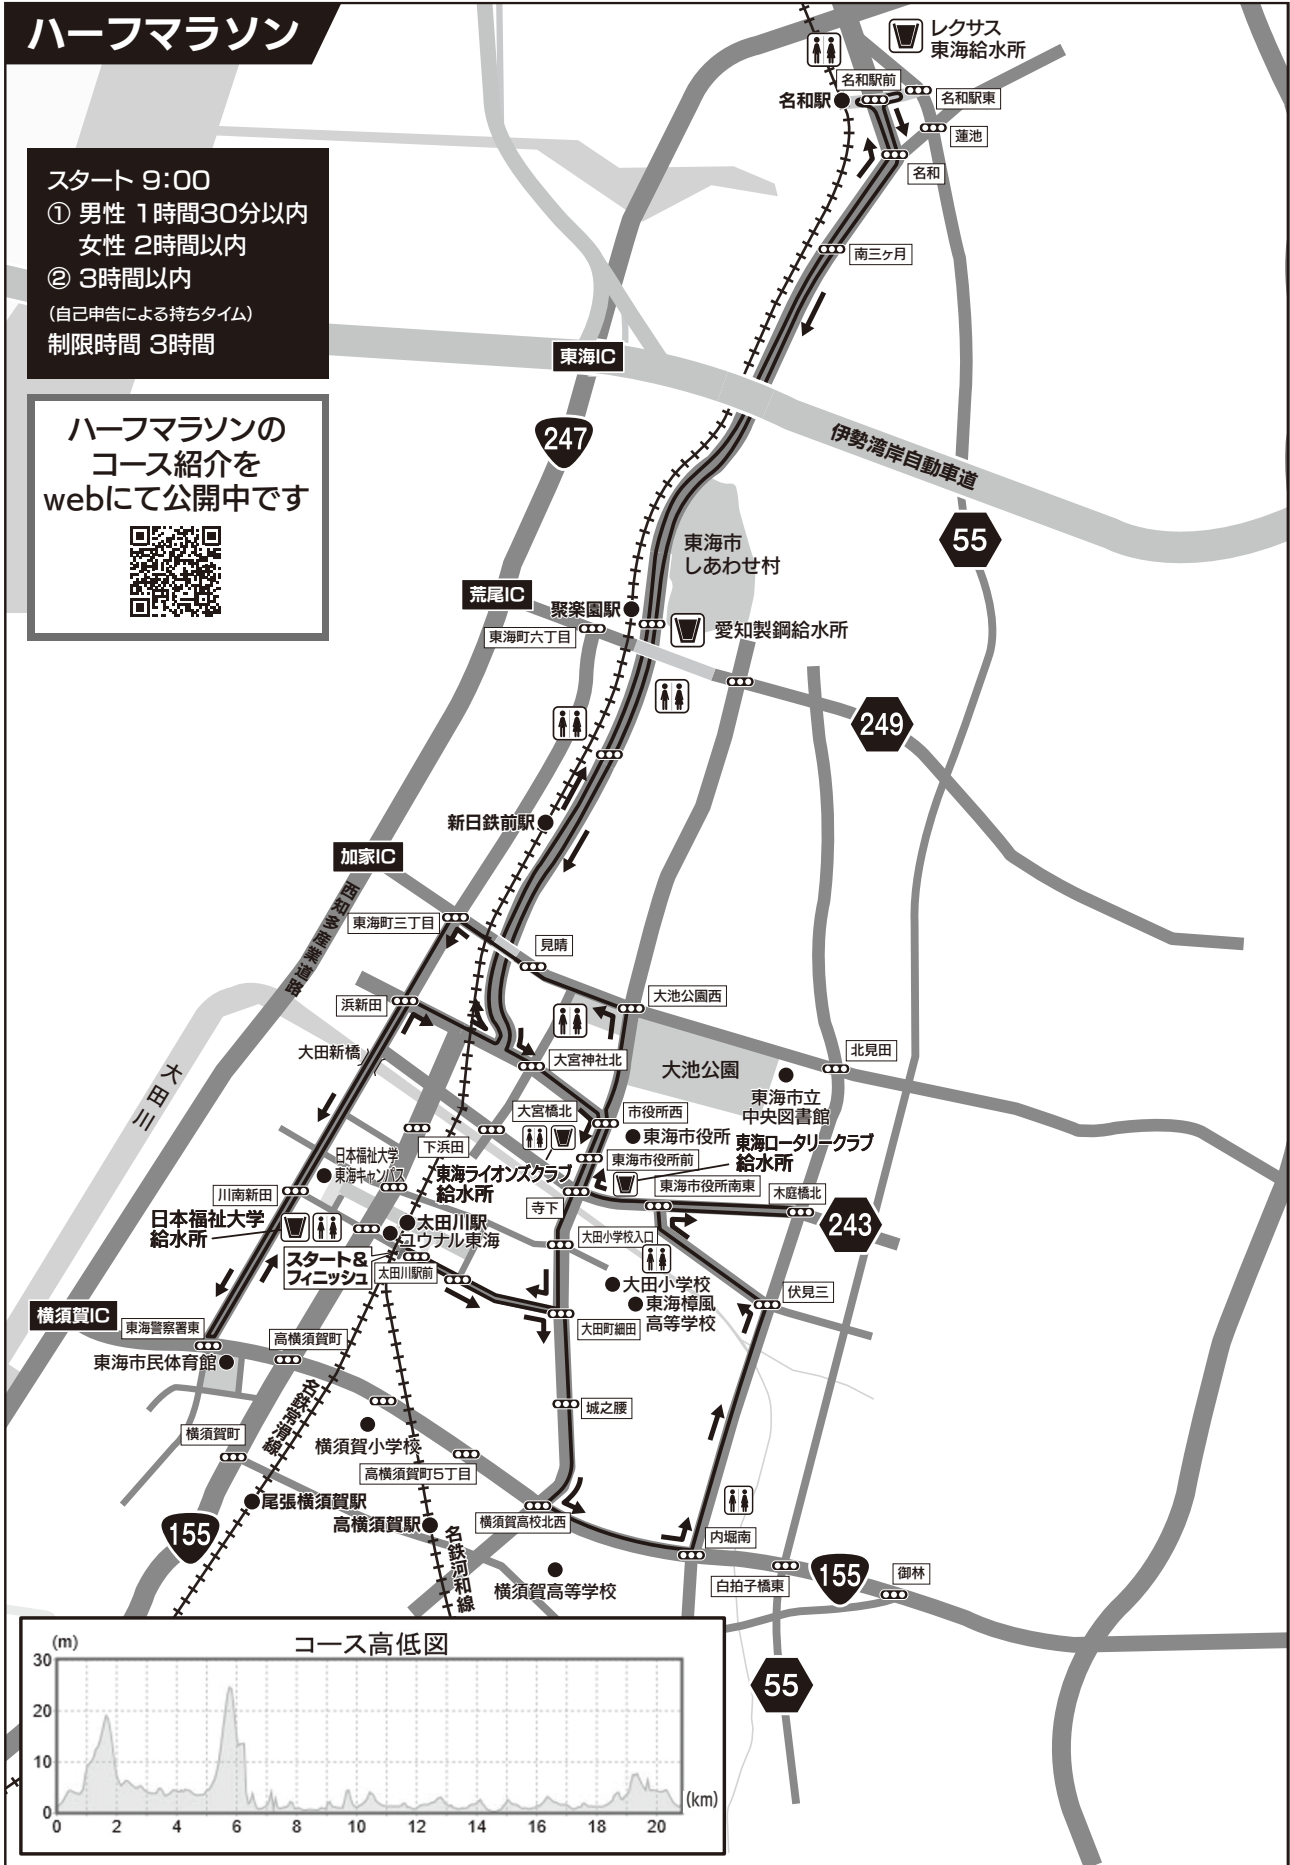 ハーフマラソン
スタート 9:00
① 男性 1時間30分以内
女性 2時間以内
② 3時間以内
(自己申告による持ちタイム)
制限時間 3時間
ハーフマラソンの
コース紹介を
webにて公開中です
レクサス
東海給水所
名和駅前
名和駅
名和駅東
蓮池
名和
南三ヶ月
東海IC
247
伊勢湾岸自動車道
55
東海市
しあわせ村
荒尾IC
聚楽園駅
東海町六丁目
愛知製鋼給水所
249
新日鉄前駅
加家IC
西知多産業道路
東海町三丁目
見晴
浜新田
大池公園西
大田新橋
大宮神社北
大池公園
北見田
大田川
東海市立
中央図書館
大宮橋北
市役所西
東海市役所
下浜田
東海市役所前
東海ロータリークラブ
給水所
日本福祉大学
東海キャンパス
東海ライオンズクラブ
給水所
東海市役所南東
木庭橋北
川南新田
寺下
243
日本福祉大学
給水所
太田川駅
ユウナル東海
大田小学校入口
スタート&
フィニッシュ
太田川駅前
大田小学校
伏見三
横須賀IC
東海樟風
高等学校
東海警察署東
高横須賀町
大田町細田
東海市民体育館
名鉄常滑線
城之腰
横須賀町
横須賀小学校
高横須賀町5丁目
尾張横須賀駅
横須賀高校北西
155
高横須賀駅
内堀南
名鉄河和線
横須賀高等学校
白拍子橋東
155
御林
55
コース高低図
(m)
30
20
10
0
0 2 4 6 8 10 12 14 16 18 20
(km)